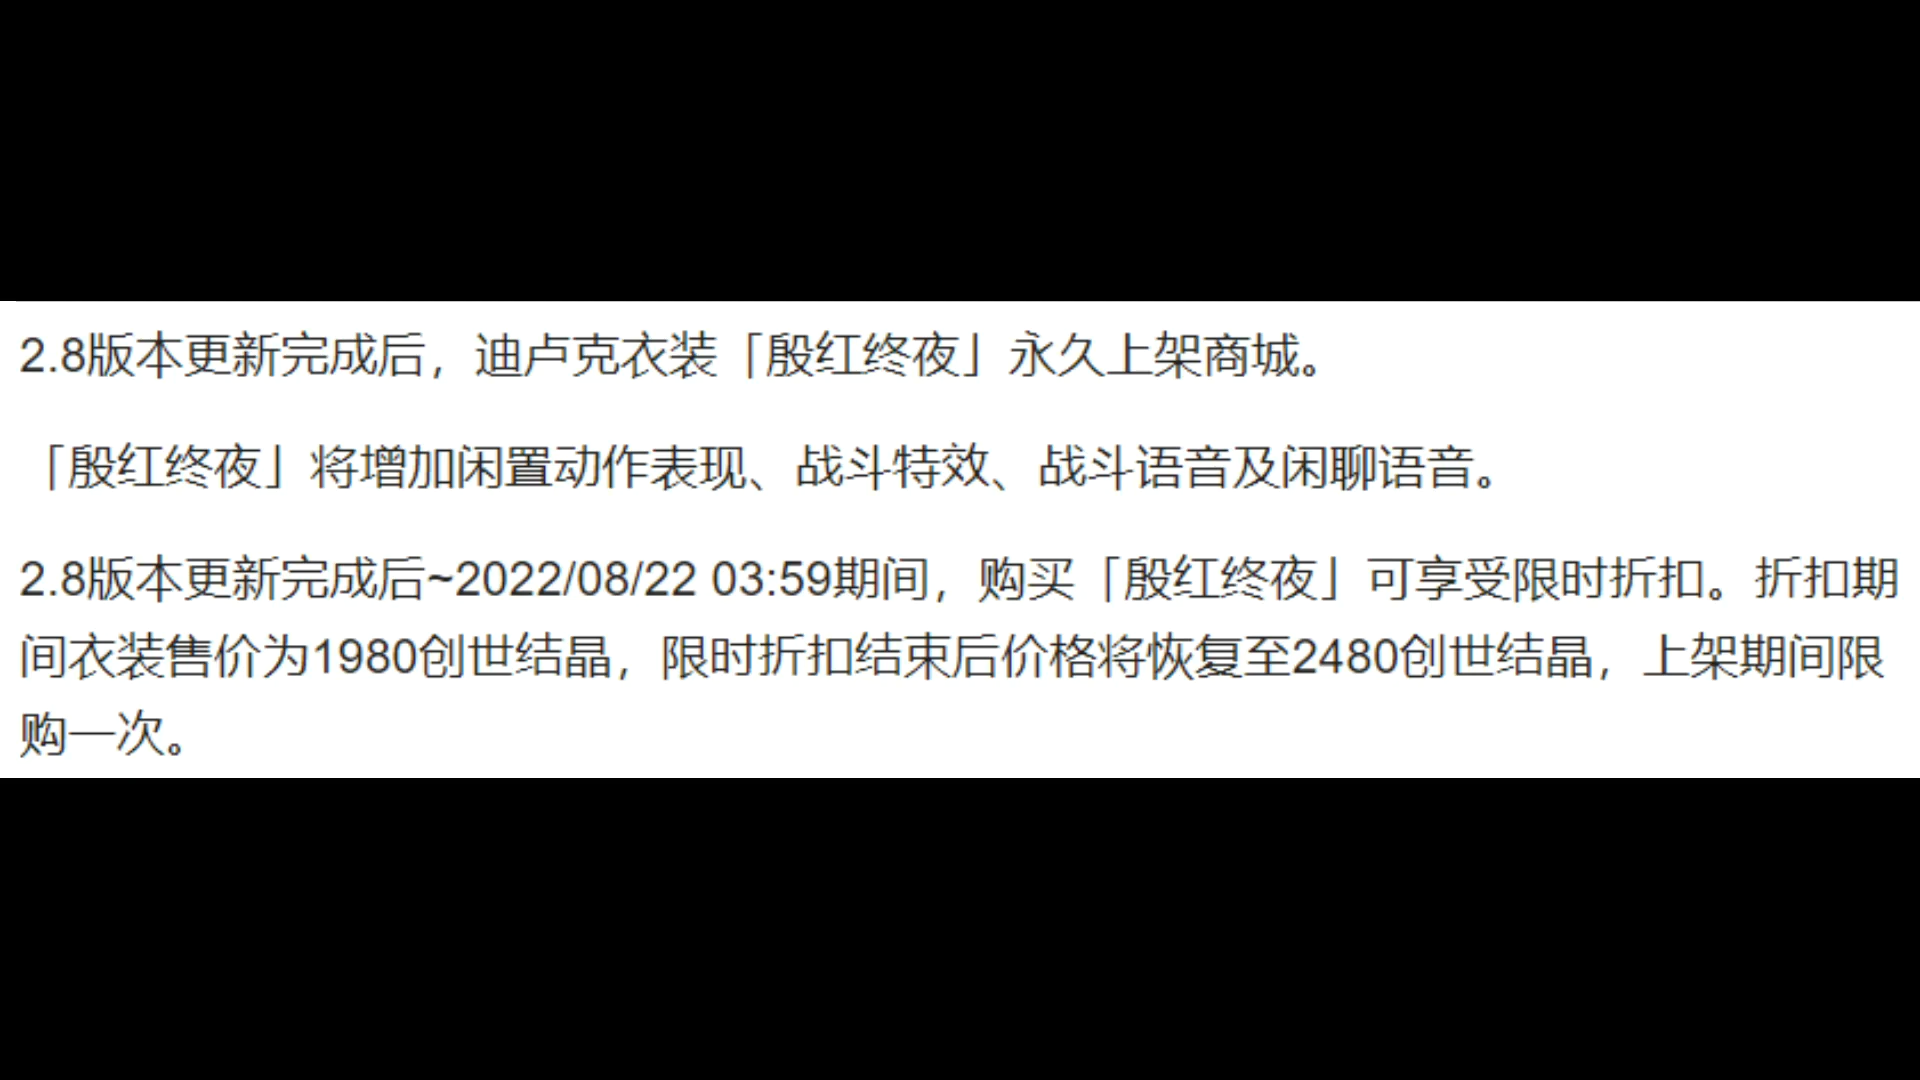 2.8版本更新完成后，迪卢克衣装「殷红终夜」永久上架商城。
「殷红终夜」将增加闲置动作表现、战斗特效、战斗语音及闲聊语音。
2.8版本更新完成后~2022/08/22 03:59期间，购买「殷红终夜」可享受限时折扣。折扣期
间衣装售价为1980创世结晶，限时折扣结束后价格将恢复至2480创世结晶，上架期间限
购一次。